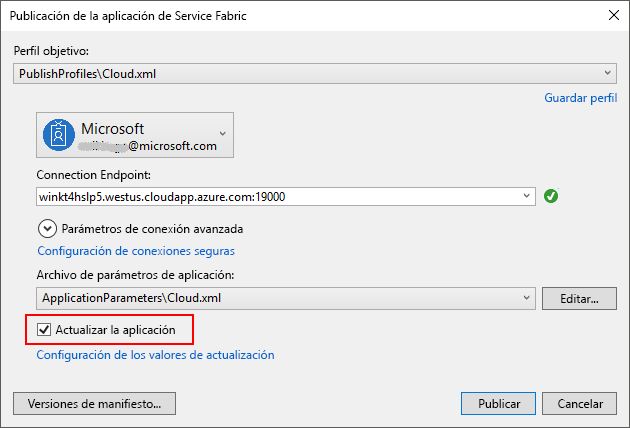 Publicación de la aplicación de Service Fabric
Perfil objetivo:
PublishProfiles\Cloud.xml
Guardar perfil
Microsoft
@microsoft.com
Connection Endpoint:
winkt4hslp5.westus.cloudapp.azure.com:19000
Parámetros de conexión avanzada
Configuración de conexiones seguras
Archivo de parámetros de aplicación:
ApplicationParameters\Cloud.xml
Editar...
Actualizar la aplicación
Configuración de los valores de actualización
Versiones de manifiesto...
Publicar
Cancelar